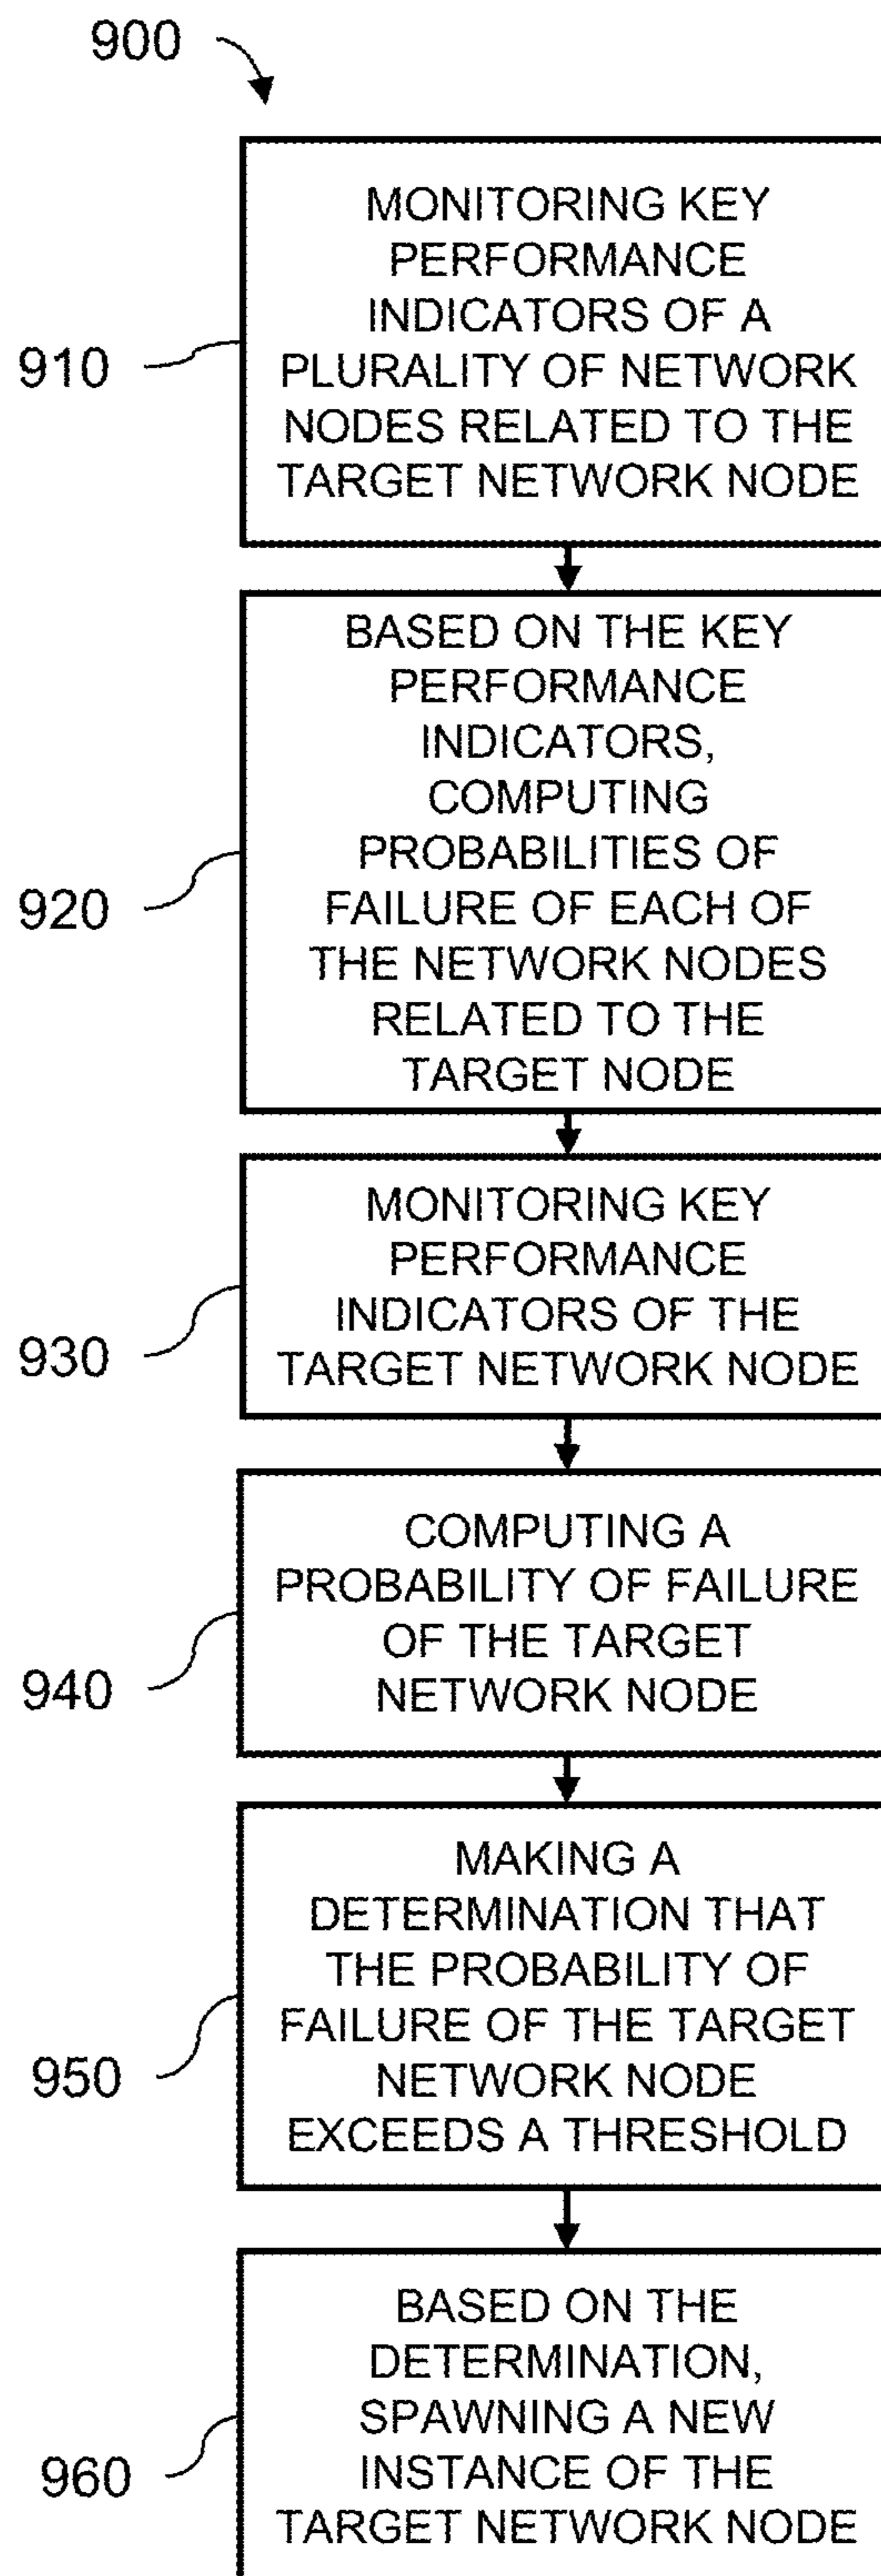 900
910
MONITORING KEY
PERFORMANCE
INDICATORS OF A
PLURALITY OF NETWORK
NODES RELATED TO THE
TARGET NETWORK NODE
920
BASED ON THE KEY
PERFORMANCE
INDICATORS,
COMPUTING
PROBABILITIES OF
FAILURE OF EACH OF
THE NETWORK NODES
RELATED TO THE
TARGET NODE
930
MONITORING KEY
PERFORMANCE
INDICATORS OF THE
TARGET NETWORK NODE
940
COMPUTING A
PROBABILITY OF FAILURE
OF THE TARGET
NETWORK NODE
950
MAKING A
DETERMINATION THAT
THE PROBABILITY OF
FAILURE OF THE TARGET
NETWORK NODE
EXCEEDS A THRESHOLD
960
BASED ON THE
DETERMINATION,
SPAWNING A NEW
INSTANCE OF THE
TARGET NETWORK NODE